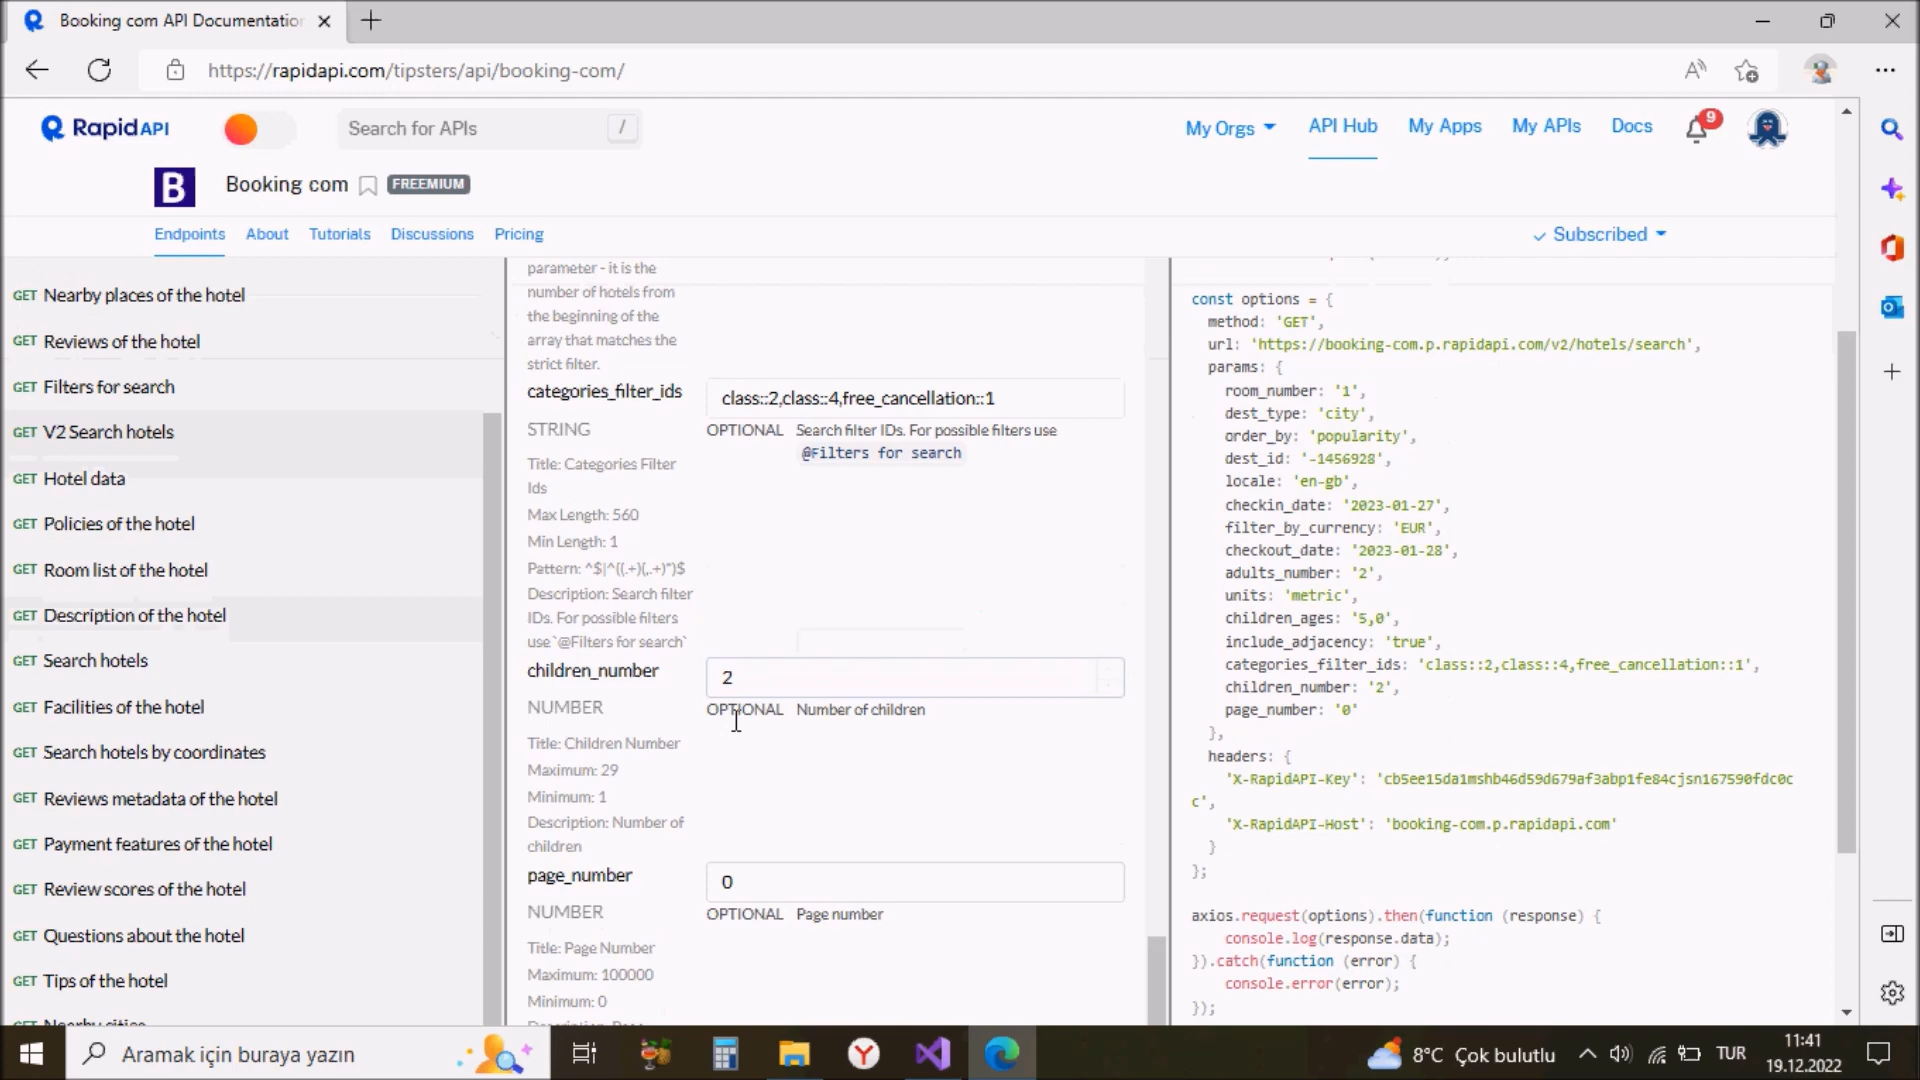 Booking com API Documentation
https://rapidapi.com/tipsters/api/booking-com/
Rapid API
Search for APIs
/
My Orgs
API Hub
My Apps
My APIs
Docs
9
B
Booking com
FREEMIUM
Endpoints
About
Tutorials
Discussions
Pricing
Subscribed
GET Nearby places of the hotel
GET Reviews of the hotel
GET Filters for search
GET V2 Search hotels
GET Hotel data
GET Policies of the hotel
GET Room list of the hotel
GET Description of the hotel
GET Search hotels
GET Facilities of the hotel
GET Search hotels by coordinates
GET Reviews metadata of the hotel
GET Payment features of the hotel
GET Review scores of the hotel
GET Questions about the hotel
GET Tips of the hotel
GET Nearby cities
parameter - it is the
number of hotels from
the beginning of the
array that matches the
strict filter.
categories_filter_ids
class::2,class::4,free_cancellation::1
STRING
OPTIONAL Search filter IDs. For possible filters use
@Filters for search
Title: Categories Filter
Ids
Max Length: 560
Min Length: 1
Pattern: ^$|^((.+)(,.+)*)$
Description: Search filter
IDs. For possible filters
use`@Filters for search`
children_number
2
NUMBER
OPTIONAL Number of children
Title: Children Number
Maximum: 29
Minimum: 1
Description: Number of
children
page_number
0
NUMBER
OPTIONAL Page number
Title: Page Number
Maximum: 100000
Minimum: 0
const options = {
method: 'GET',
url: 'https://booking-com.p.rapidapi.com/v2/hotels/search',
params: {
room_number: '1',
dest_type: 'city',
order_by: 'popularity',
dest_id: '-1456928',
locale: 'en-gb',
checkin_date: '2023-01-27',
filter_by_currency: 'EUR',
checkout_date: '2023-01-28',
adults_number: '2',
units: 'metric',
children_ages: '5,0',
include_adjacency: 'true',
categories_filter_ids: 'class::2,class::4,free_cancellation::1',
children_number: '2',
page_number: '0'
},
headers: {
'X-RapidAPI-Key': 'cb5ee15da1mshb46d59d679af3abp1fe84cjsn167590fdc0c
c',
'X-RapidAPI-Host': 'booking-com.p.rapidapi.com'
}
};
axios.request(options).then(function (response) {
console.log(response.data);
}).catch(function (error) {
console.error(error);
});
Aramak için buraya yazın
8°C Çok bulutlu
TUR
11:41
19.12.2022